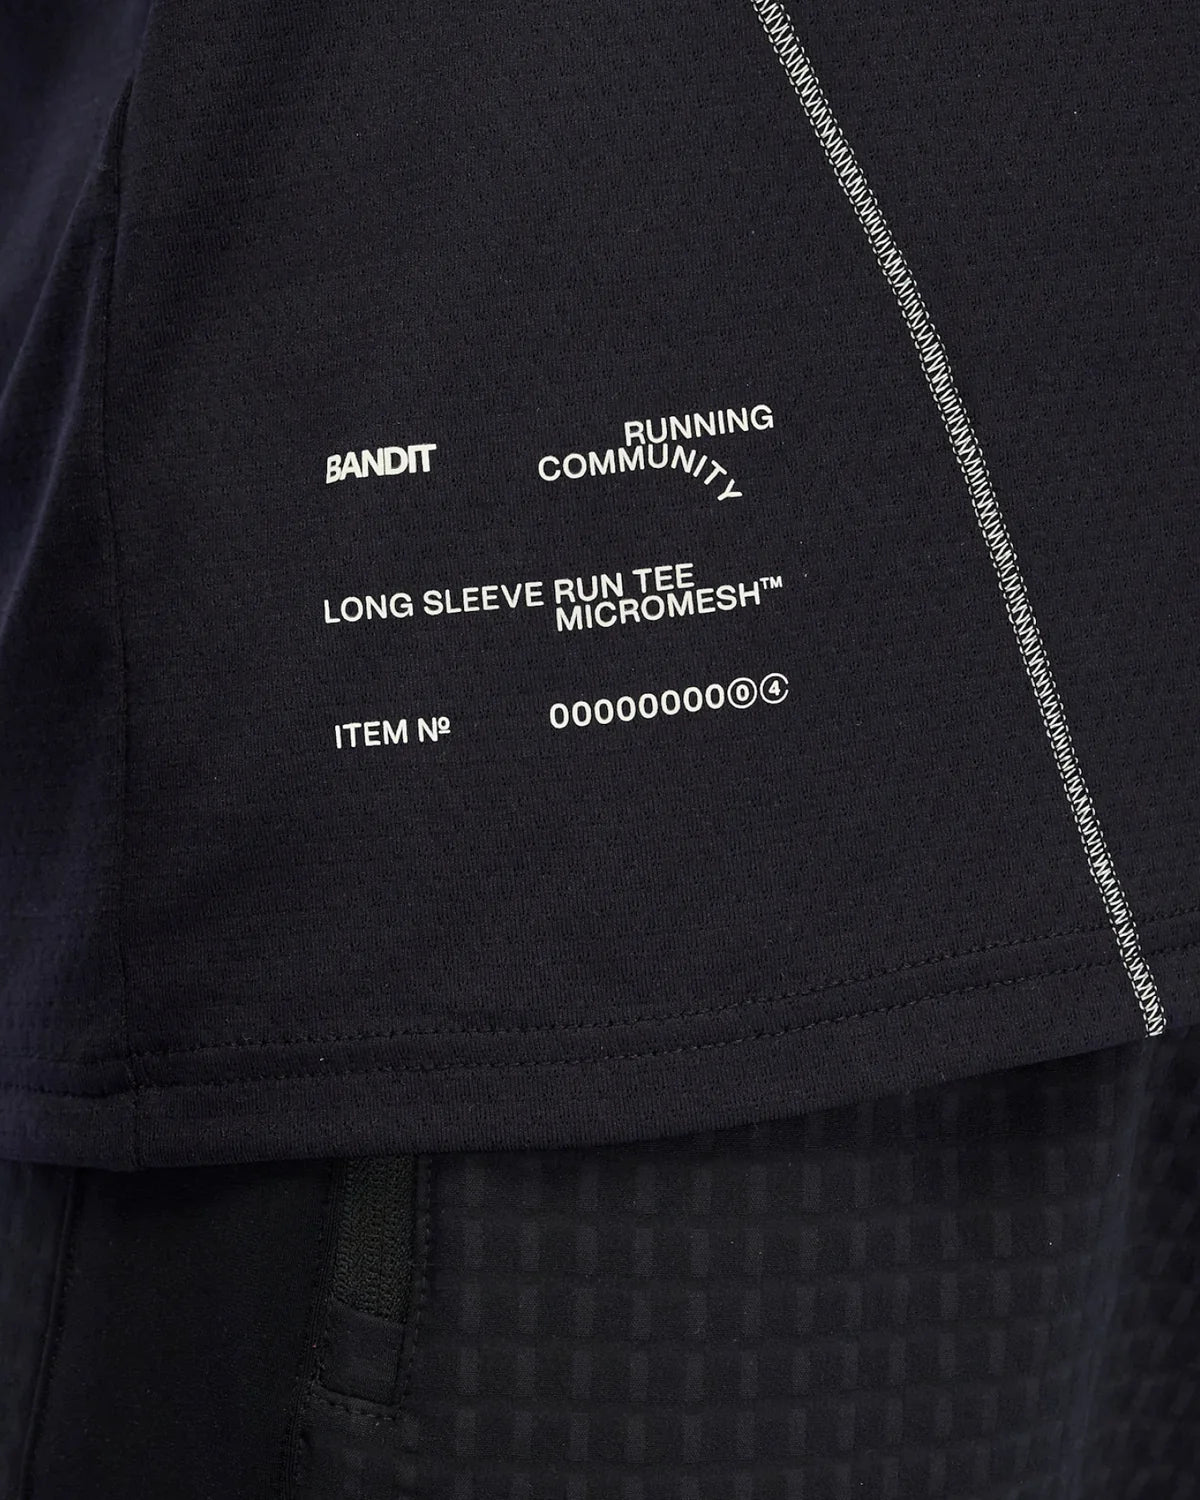 BANDIT
RUNNING
COMMUNITY
LONG SLEEVE RUN TEE
MICROMESH™
ITEM Nº
00000000⓪④